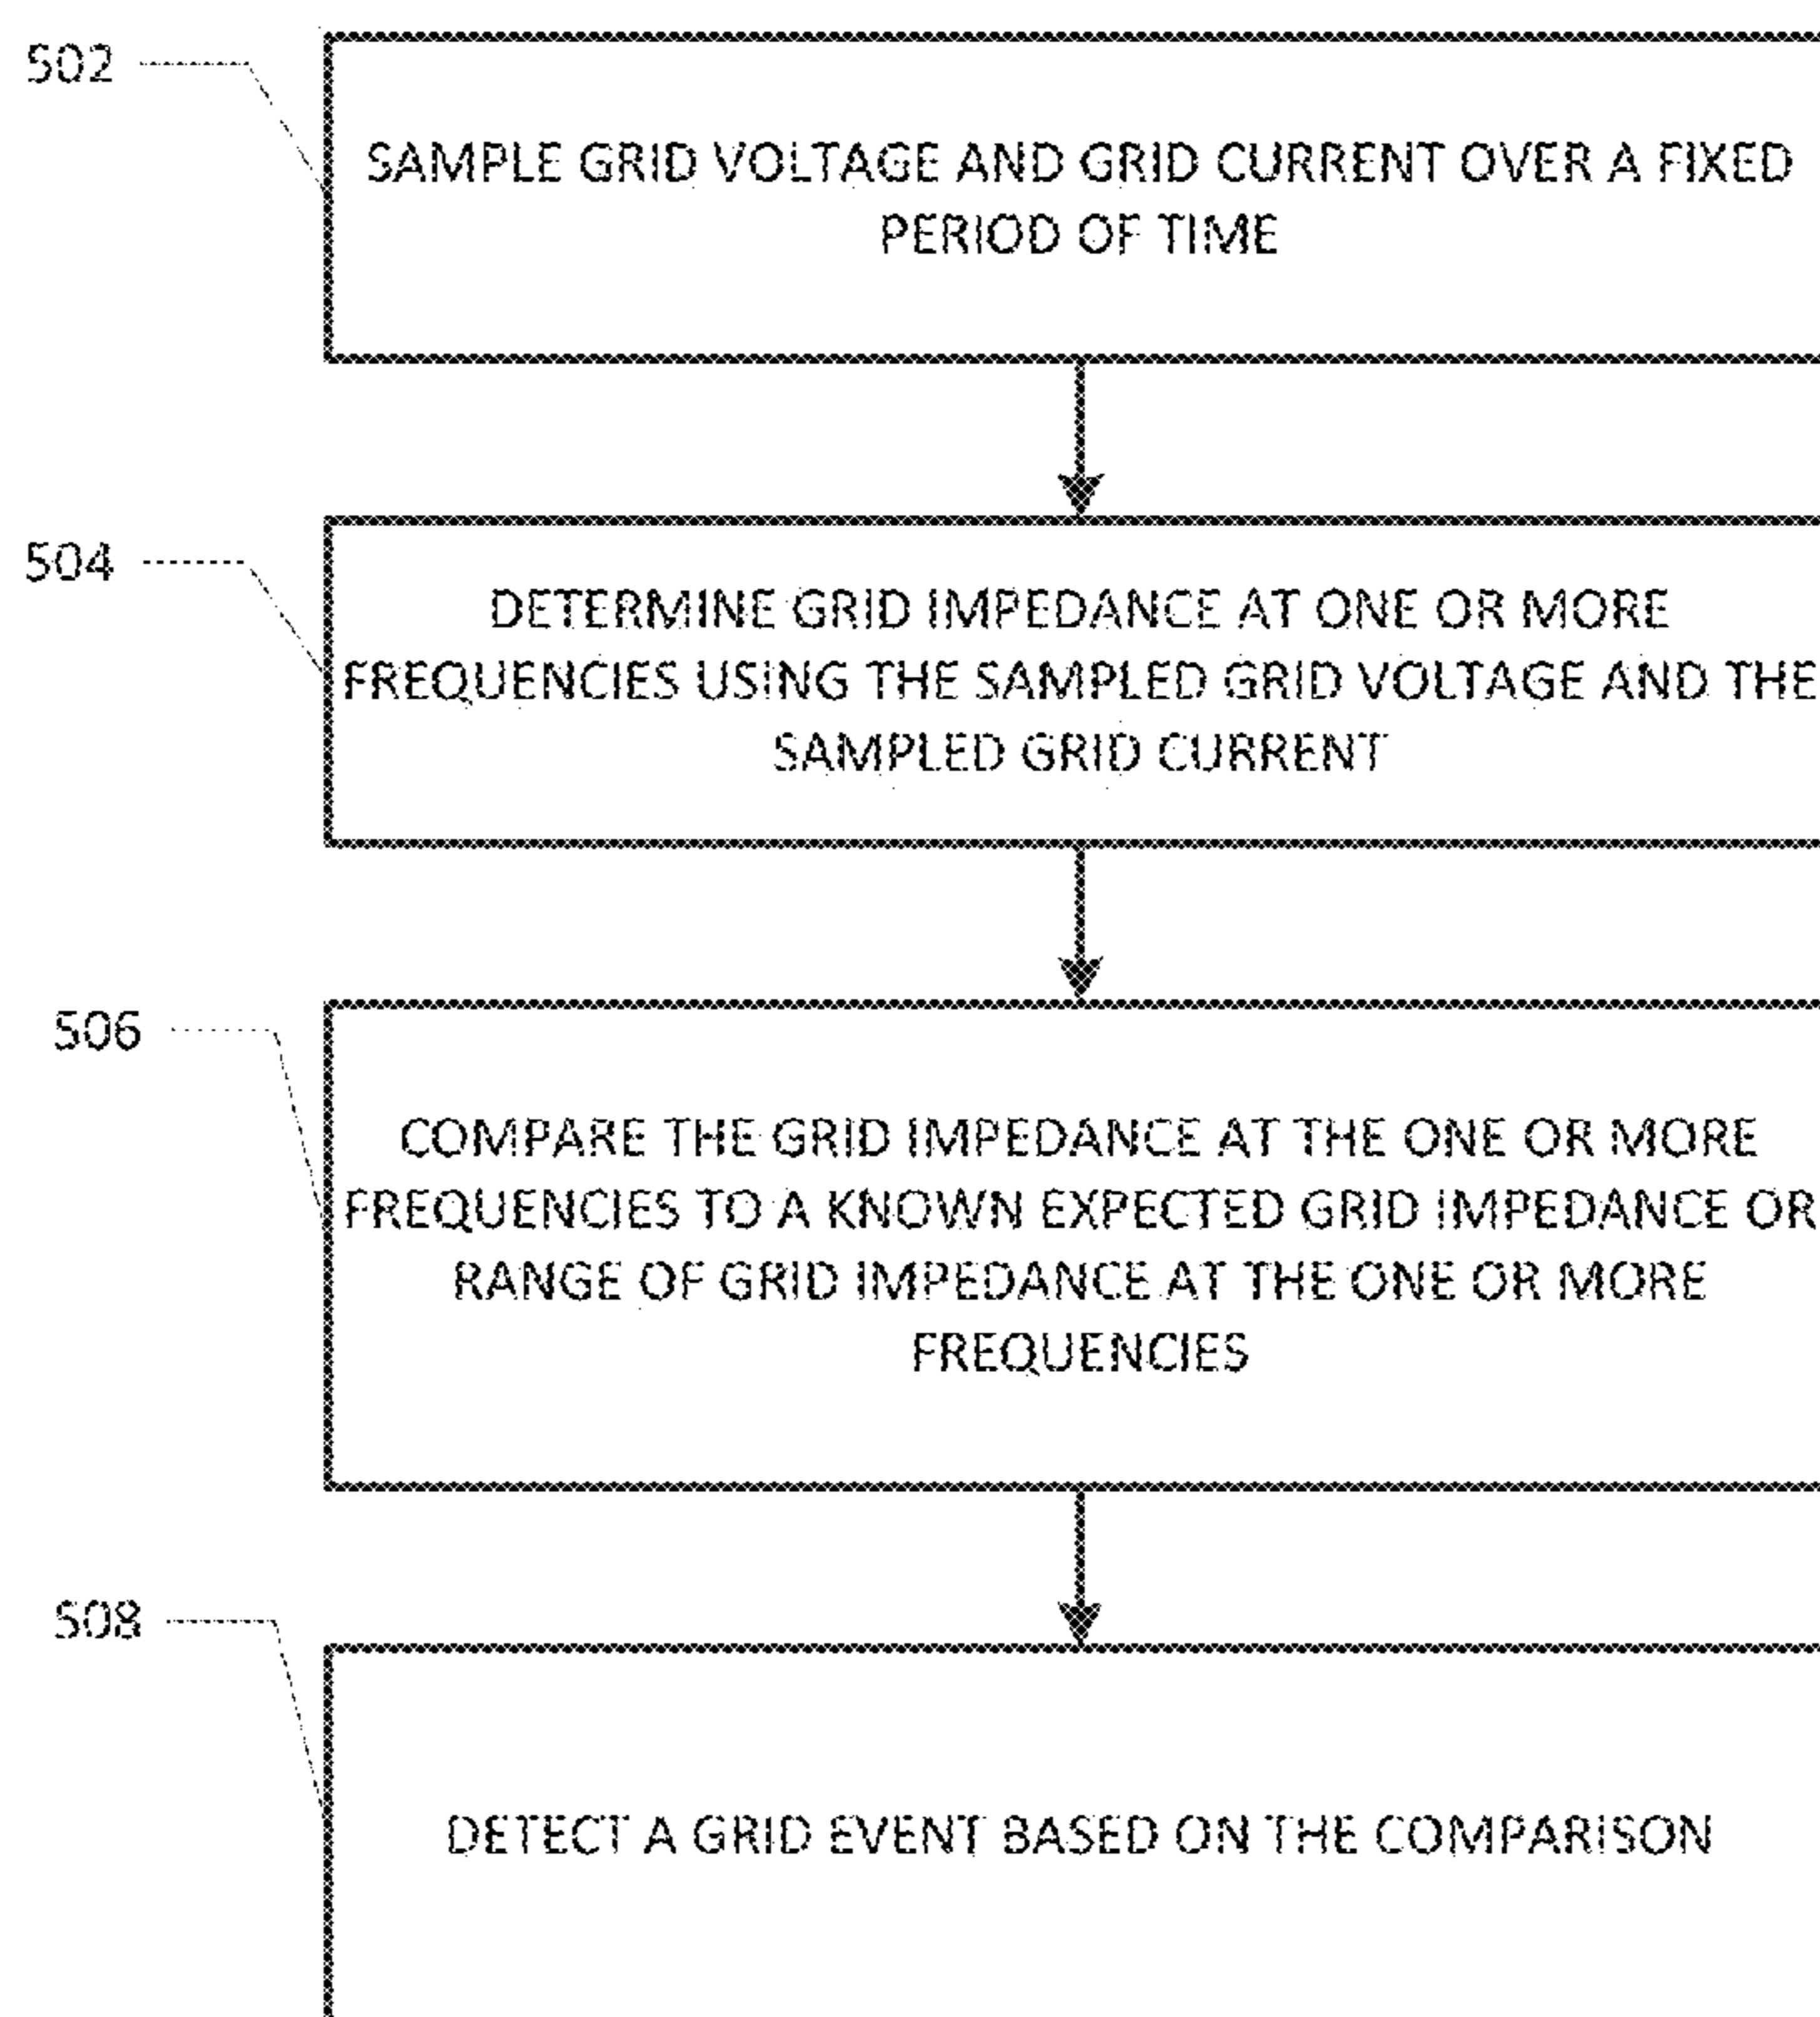 502
SAMPLE GRID VOLTAGE AND GRID CURRENT OVER A FIXED
PERIOD OF TIME
504
DETERMINE GRID IMPEDANCE AT ONE OR MORE
FREQUENCIES USING THE SAMPLED GRID VOLTAGE AND THE
SAMPLED GRID CURRENT
506
COMPARE THE GRID IMPEDANCE AT THE ONE OR MORE
FREQUENCIES TO A KNOWN EXPECTED GRID IMPEDANCE OR
RANGE OF GRID IMPEDANCE AT THE ONE OR MORE
FREQUENCIES
508
DETECT A GRID EVENT BASED ON THE COMPARISON